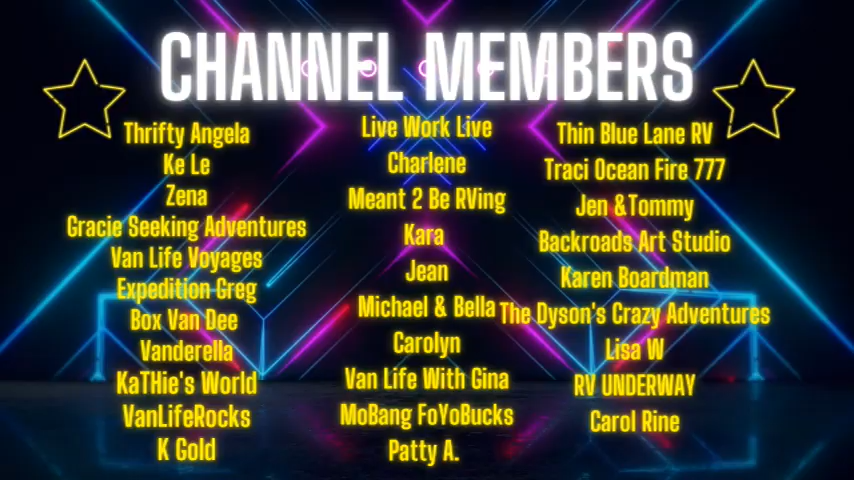 CHANNEL MEMBERS
Thrifty Angela
Ke Le
Zena
Gracie Seeking Adventures
Van Life Voyages
Expedition Greg
Box Van Dee
Vanderella
KaTHie's World
VanLifeRocks
K Gold
Live Work Live
Charlene
Meant 2 Be RVing
Kara
Jean
Michael & Bella
Carolyn
Van Life With Gina
MoBang FoYoBucks
Patty A.
Thin Blue Lane RV
Traci Ocean Fire 777
Jen &Tommy
Backroads Art Studio
Karen Boardman
The Dyson's Crazy Adventures
Lisa W
RV UNDERWAY
Carol Rine